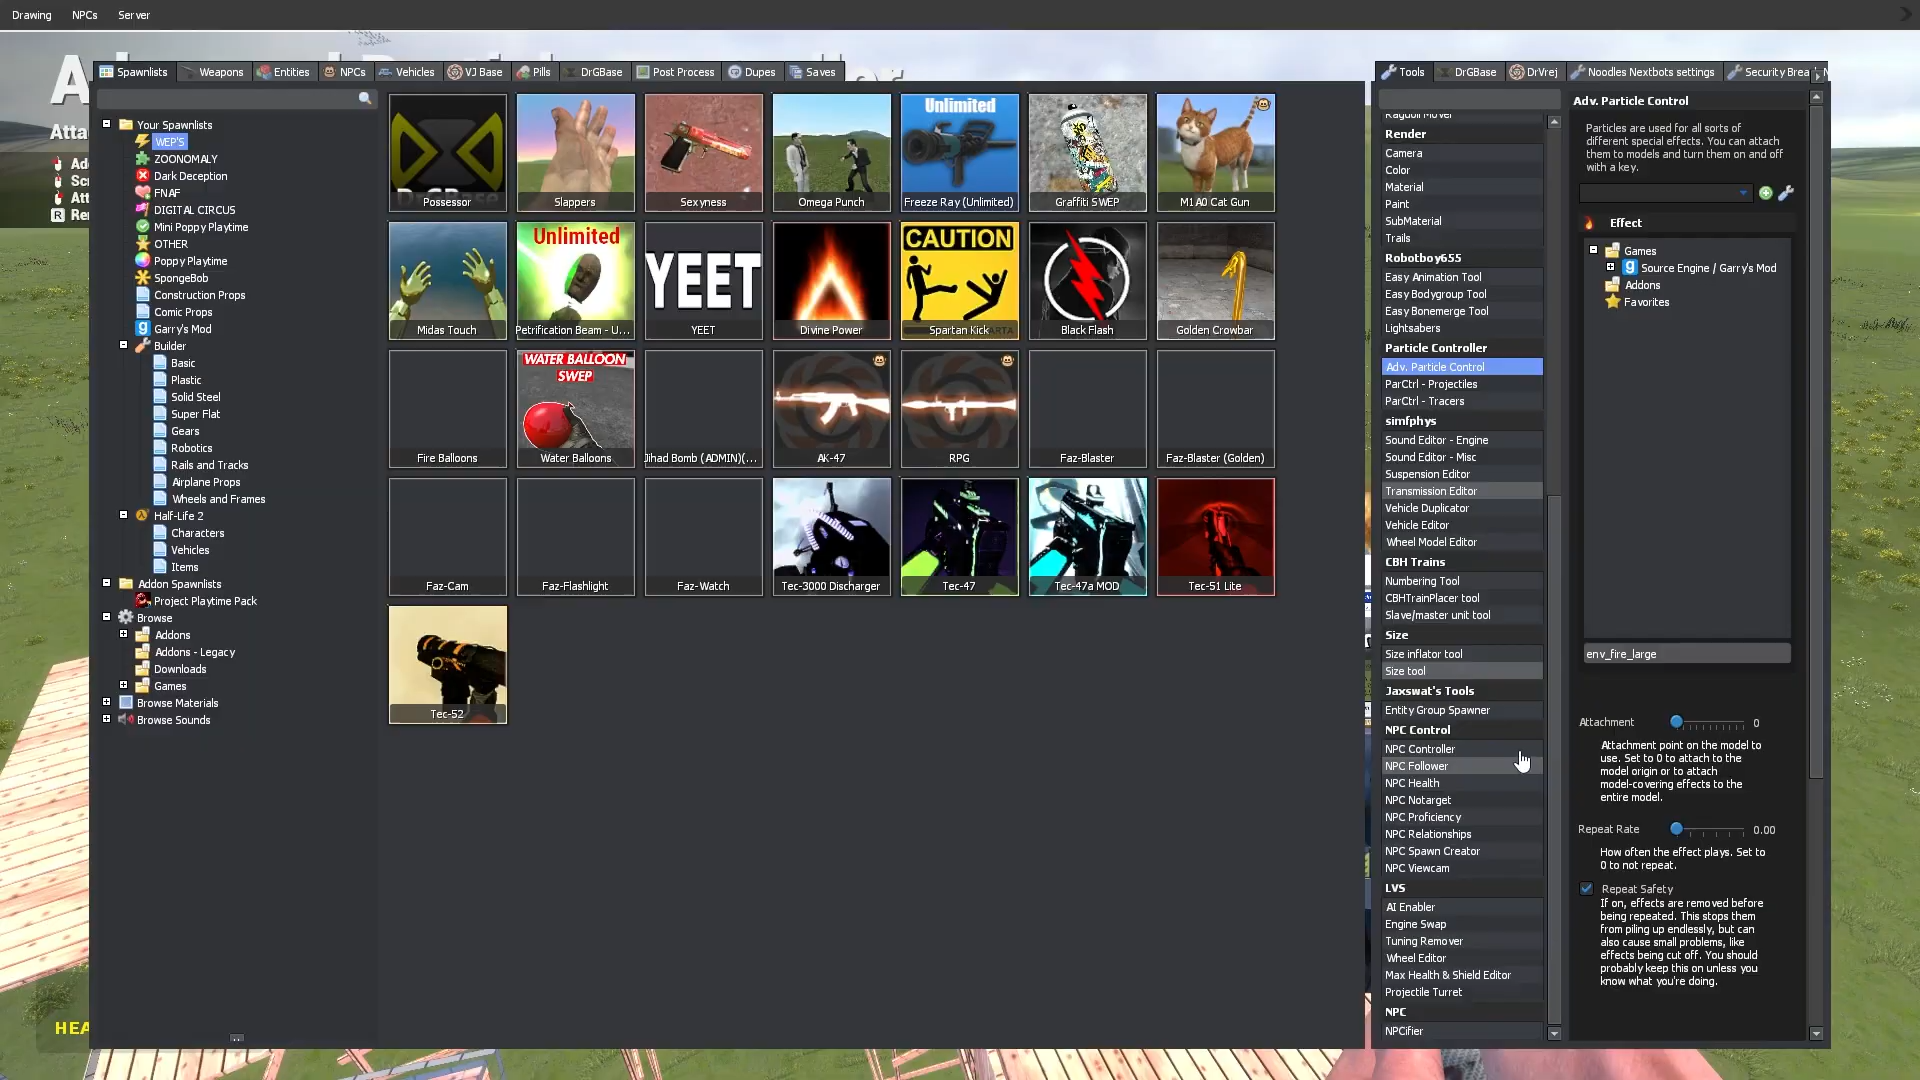 Drawing NPCs Server
Spawnlists Weapons Entities NPCs Vehicles VJ Base Pills DrGBase Post Process Dupes Saves
Your Spawnlists
WEP'S
ZOONOMALY
Dark Deception
FNAF
DIGITAL CIRCUS
Mini Poppy Playtime
OTHER
Poppy Playtime
SpongeBob
Construction Props
Comic Props
Garry's Mod
Builder
Basic
Plastic
Solid Steel
Super Flat
Gears
Robotics
Rails and Tracks
Airplane Props
Wheels and Frames
Half-Life 2
Characters
Vehicles
Items
Addon Spawnlists
Project Playtime Pack
Browse
Addons
Addons - Legacy
Downloads
Games
Browse Materials
Browse Sounds
Unlimited
Possessor Slappers Sexyness Omega Punch Freeze Ray (Unlimited) Graffiti SWEP M1A0 Cat Gun
Unlimited YEET CAUTION
Midas Touch Petrification Beam - U... YEET Divine Power Spartan Kick Black Flash Golden Crowbar
WATER BALLOON
SWEP
Fire Balloons Water Balloons Jihad Bomb (ADMIN)(... AK-47 RPG Faz-Blaster Faz-Blaster (Golden)
Faz-Cam Faz-Flashlight Faz-Watch Tec-3000 Discharger Tec-47 Tec-47a MOD Tec-51 Lite
Tec-52
HEA
Tools DrGBase DrVrej Noodles Nextbots settings Security Brea
Ragdoll Mover
Render
Camera
Color
Material
Paint
SubMaterial
Trails
Robotboy655
Easy Animation Tool
Easy Bodygroup Tool
Easy Bonemerge Tool
Lightsabers
Particle Controller
Adv. Particle Control
ParCtrl - Projectiles
ParCtrl - Tracers
simfphys
Sound Editor - Engine
Sound Editor - Misc
Suspension Editor
Transmission Editor
Vehicle Duplicator
Vehicle Editor
Wheel Model Editor
CBH Trains
Numbering Tool
CBHTrainPlacer tool
Slave/master unit tool
Size
Size inflator tool
Size tool
Jaxswat's Tools
Entity Group Spawner
NPC Control
NPC Controller
NPC Follower
NPC Health
NPC Notarget
NPC Proficiency
NPC Relationships
NPC Spawn Creator
NPC Viewcam
LVS
AI Enabler
Engine Swap
Tuning Remover
Wheel Editor
Max Health & Shield Editor
Projectile Turret
NPC
NPCifier
Adv. Particle Control
Particles are used for all sorts of
different special effects. You can attach
them to models and turn them on and off
with a key.
Effect
Games
Source Engine / Garry's Mod
Addons
Favorites
env_fire_large
Attachment 0
Attachment point on the model to
use. Set to 0 to attach to the
model origin or to attach
model-covering effects to the
entire model.
Repeat Rate 0.00
How often the effect plays. Set to
0 to not repeat.
Repeat Safety
If on, effects are removed before
being repeated. This stops them
from piling up endlessly, but can
also cause small problems, like
effects being cut off. You should
probably keep this on unless you
know what you're doing.